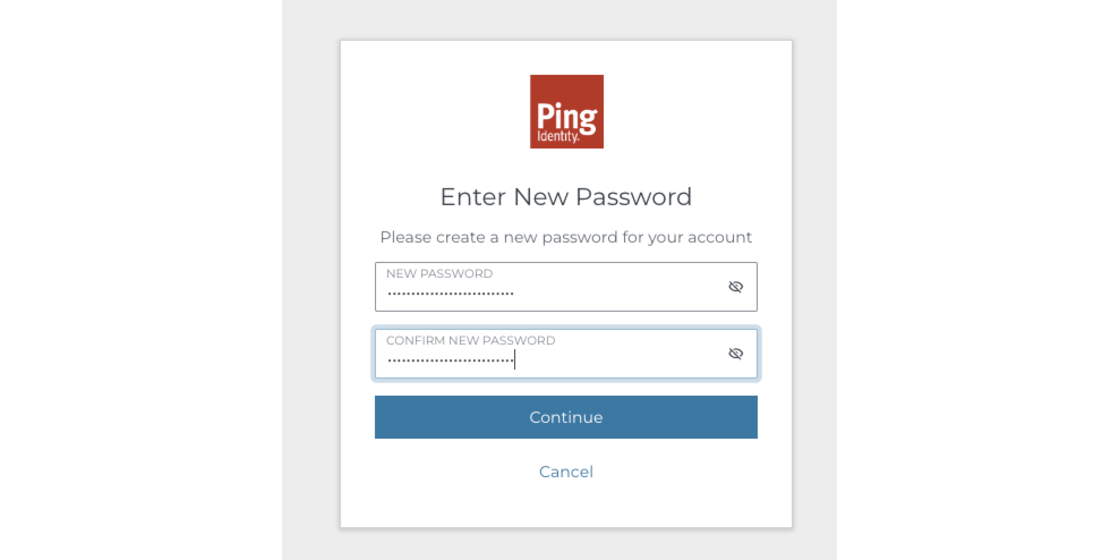 Ping
Identity.
Enter New Password
Please create a new password for your account
NEW PASSWORD
CONFIRM NEW PASSWORD
Continue
Cancel